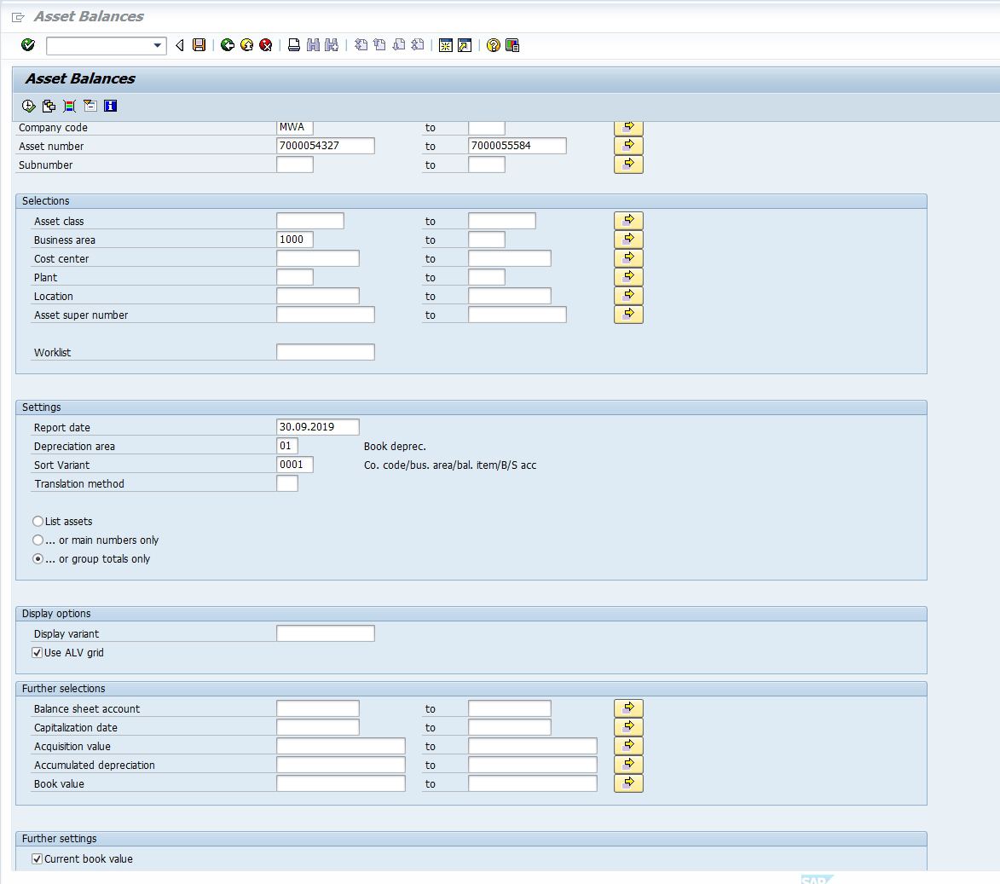 Asset Balances
Asset Balances
Company code MWA to
Asset number 7000054327 to 7000055584
Subnumber to
Selections
Asset class to
Business area 1000 to
Cost center to
Plant to
Location to
Asset super number to
Worklist
Settings
Report date 30.09.2019
Depreciation area 01 Book deprec.
Sort Variant 0001 Co. code/bus. area/bal. item/B/S acc
Translation method
List assets
... or main numbers only
... or group totals only
Display options
Display variant
Use ALV grid
Further selections
Balance sheet account to
Capitalization date to
Acquisition value to
Accumulated depreciation to
Book value to
Further settings
Current book value
SAP